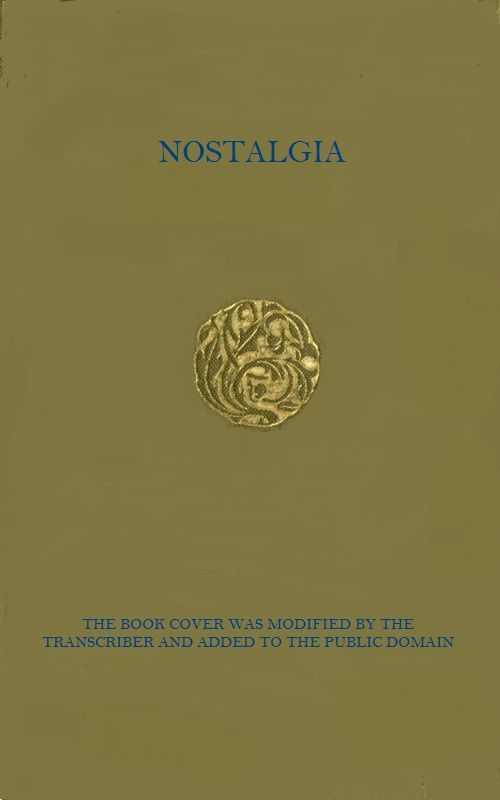 NOSTALGIA
THE BOOK COVER WAS MODIFIED BY THE
TRANSCRIBER AND ADDED TO THE PUBLIC DOMAIN